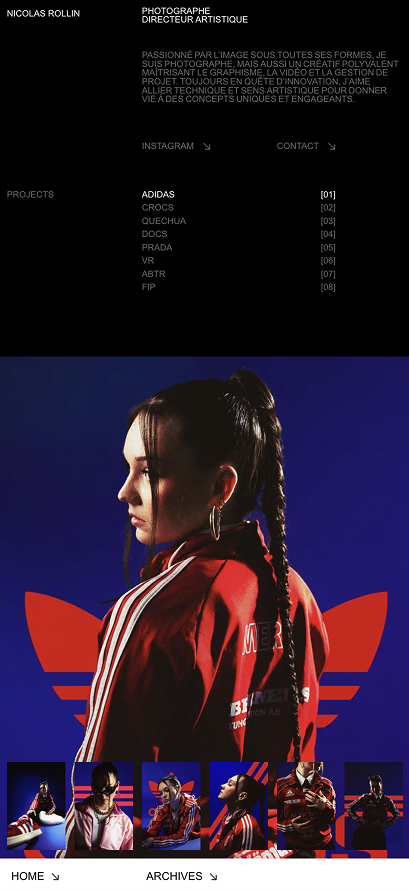 NICOLAS ROLLIN
PHOTOGRAPHE
DIRECTEUR ARTISTIQUE
PASSIONNÉ PAR L'IMAGE SOUS TOUTES SES FORMES, JE
SUIS PHOTOGRAPHE, MAIS AUSSI UN CRÉATIF POLYVALENT
MAÎTRISANT LE GRAPHISME, LA VIDÉO ET LA GESTION DE
PROJET. TOUJOURS EN QUÊTE D'INNOVATION, J'AIME
ALLIER TECHNIQUE ET SENS ARTISTIQUE POUR DONNER
VIE À DES CONCEPTS UNIQUES ET ENGAGEANTS.
INSTAGRAM ↘ CONTACT ↘
PROJECTS
ADIDAS [01]
CROCS [02]
QUECHUA [03]
DOCS [04]
PRADA [05]
VR [06]
ABTR [07]
FIP [08]
HOME ↘ ARCHIVES ↘